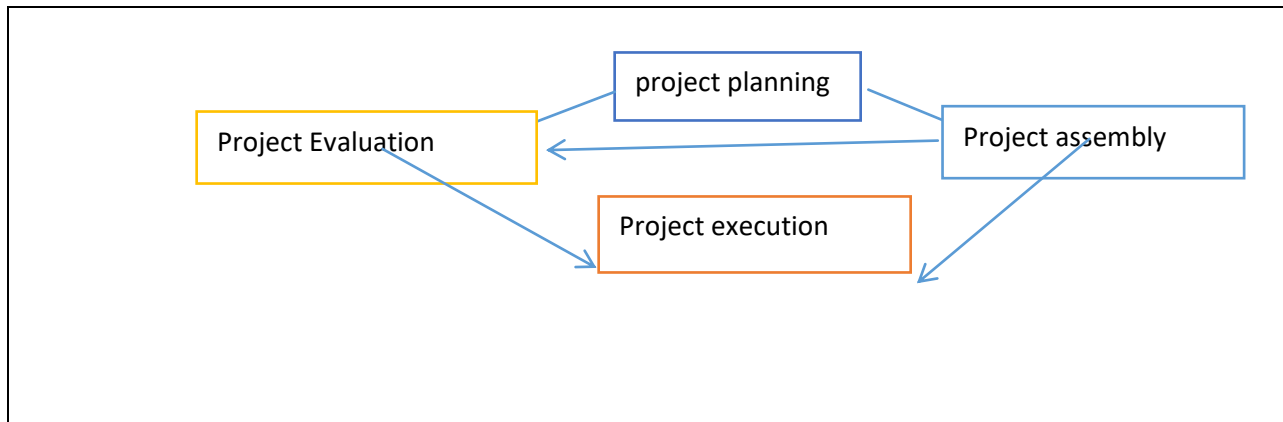 project planning
Project Evaluation
Project assembly
Project execution